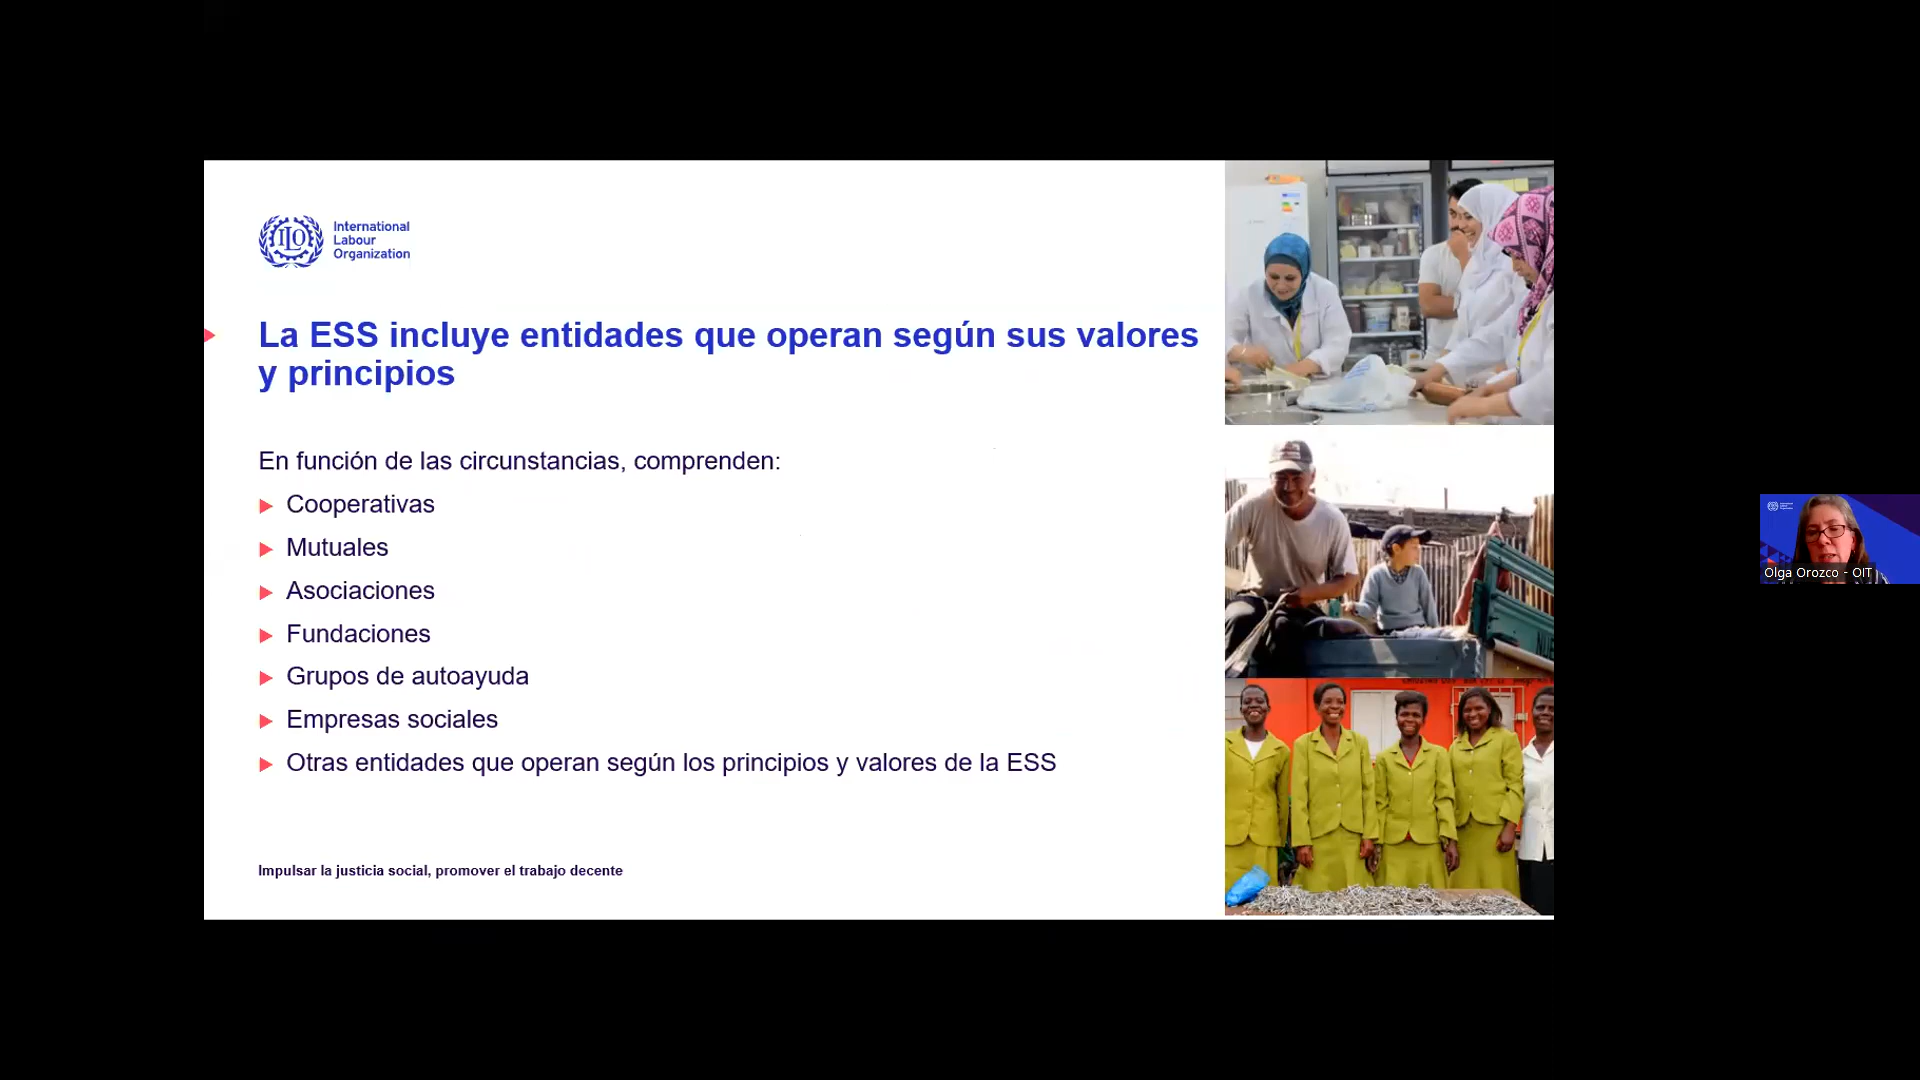 ILO
International
Labour
Organization
La ESS incluye entidades que operan según sus valores
y principios
En función de las circunstancias, comprenden:
Cooperativas
Mutuales
Asociaciones
Fundaciones
Grupos de autoayuda
Empresas sociales
Otras entidades que operan según los principios y valores de la ESS
Impulsar la justicia social, promover el trabajo decente
Olga Orozco - OIT